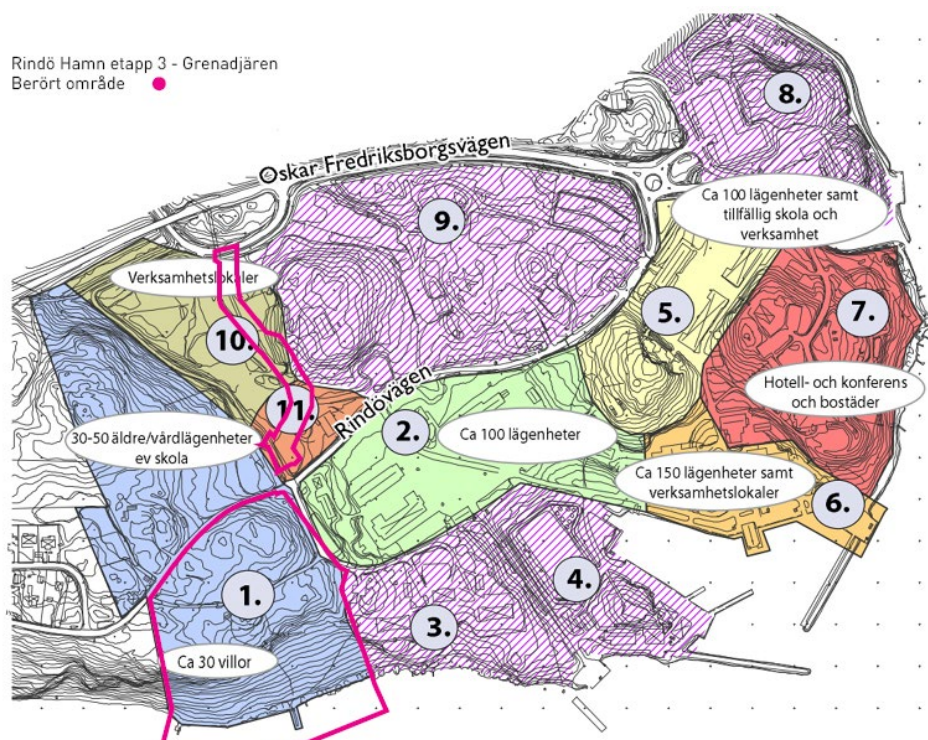 Rindö Hamn etapp 3 - Grenadjären
Berört område
Oskar Fredriksborgsvägen
8.
Ca 100 lägenheter samt
tillfällig skola och
verksamhet
9.
Verksamhetslokaler
10.
5.
7.
Hotell- och konferens
och bostäder
11.
Rindövägen
2.
Ca 100 lägenheter
30-50 äldre/vårdlägenheter
ev skola
Ca 150 lägenheter samt
verksamhetslokaler
6.
1.
4.
3.
Ca 30 villor